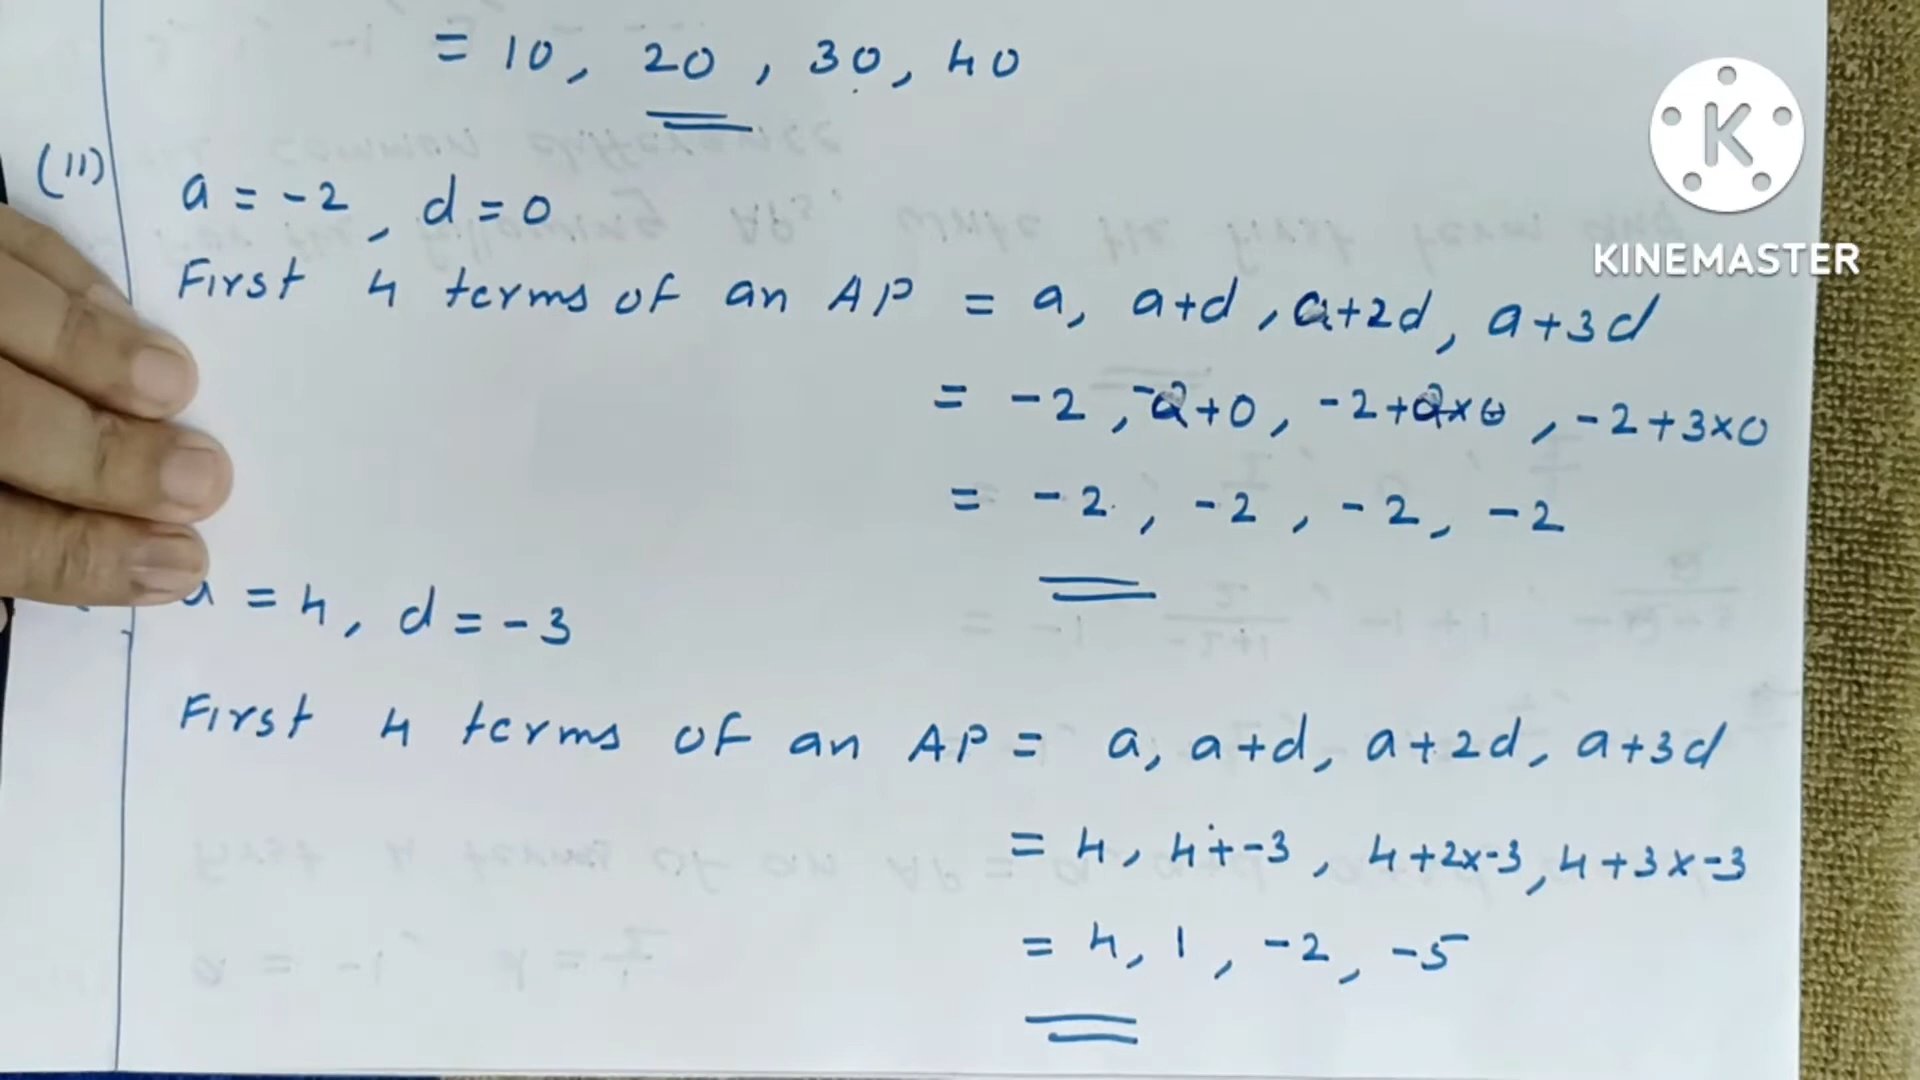 = 10, 20, 30, 40
(11) a = -2, d = 0
First 4 terms of an AP = a, a+d, a+2d, a+3d
= -2, -2+0, -2+2×0, -2+3×0
= -2, -2, -2, -2
a = 4, d = -3
First 4 terms of an AP = a, a+d, a+2d, a+3d
= 4, 4+-3, 4+2×-3, 4+3×-3
= 4, 1, -2, -5
K
KINEMASTER